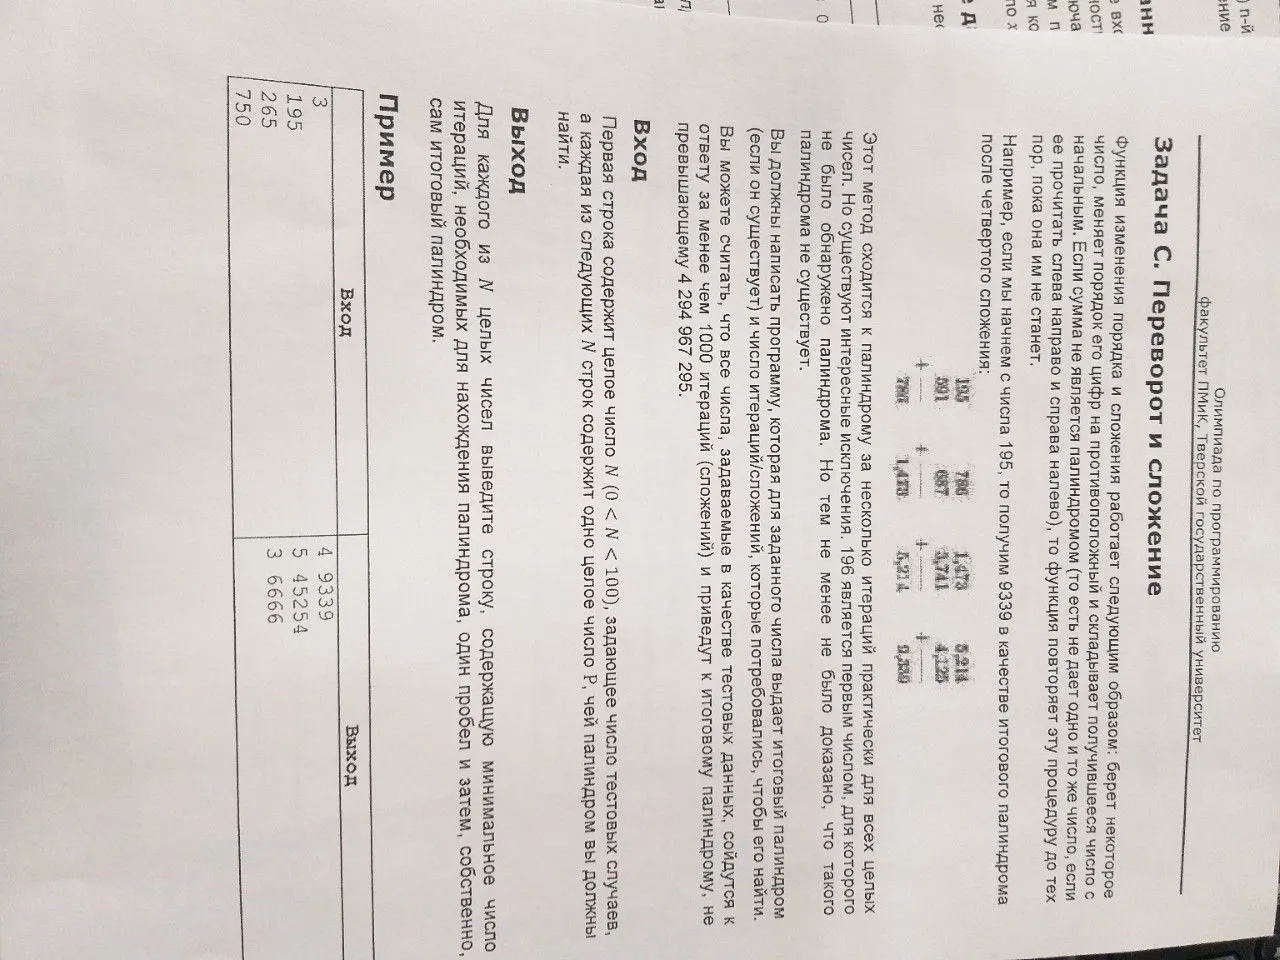 Олимпиада по программированию
факультет ПМиК, Тверской государственный университет
Задача C. Переворот и сложение
Функция изменения порядка и сложения работает следующим образом: берет некоторое
число, меняет порядок его цифр на противоположный и складывает получившееся число с
начальным. Если сумма не является палиндромом (то есть не дает одно и то же число, если
ее прочитать слева направо и справа налево), то функция повторяет эту процедуру до тех
пор, пока она им не станет.
Например, если мы начнем с числа 195, то получим 9339 в качестве итогового палиндрома
после четвертого сложения:
195 786 1,473 5,214
591 687 3,741 4,125
+ + + +
786 1,473 5,214 9,339
Этот метод сходится к палиндрому за несколько итераций практически для всех целых
чисел. Но существуют интересные исключения. 196 является первым числом, для которого
не было обнаружено палиндрома. Но тем не менее не было доказано, что такого
палиндрома не существует.
Вы должны написать программу, которая для заданного числа выдает итоговый палиндром
(если он существует) и число итераций/сложений, которые потребовались, чтобы его найти.
Вы можете считать, что все числа, задаваемые в качестве тестовых данных, сойдутся к
ответу за менее чем 1000 итераций (сложений) и приведут к итоговому палиндрому, не
превышающему 4 294 967 295.
Вход
Первая строка содержит целое число N (0 < N < 100), задающее число тестовых случаев,
а каждая из следующих N строк содержит одно целое число P, чей палиндром вы должны
найти.
Выход
Для каждого из N целых чисел выведите строку, содержащую минимальное число
итераций, необходимых для нахождения палиндрома, один пробел и затем, собственно,
сам итоговый палиндром.
Пример
Вход Выход
3 4 9339
195 5 45254
265 3 6666
750